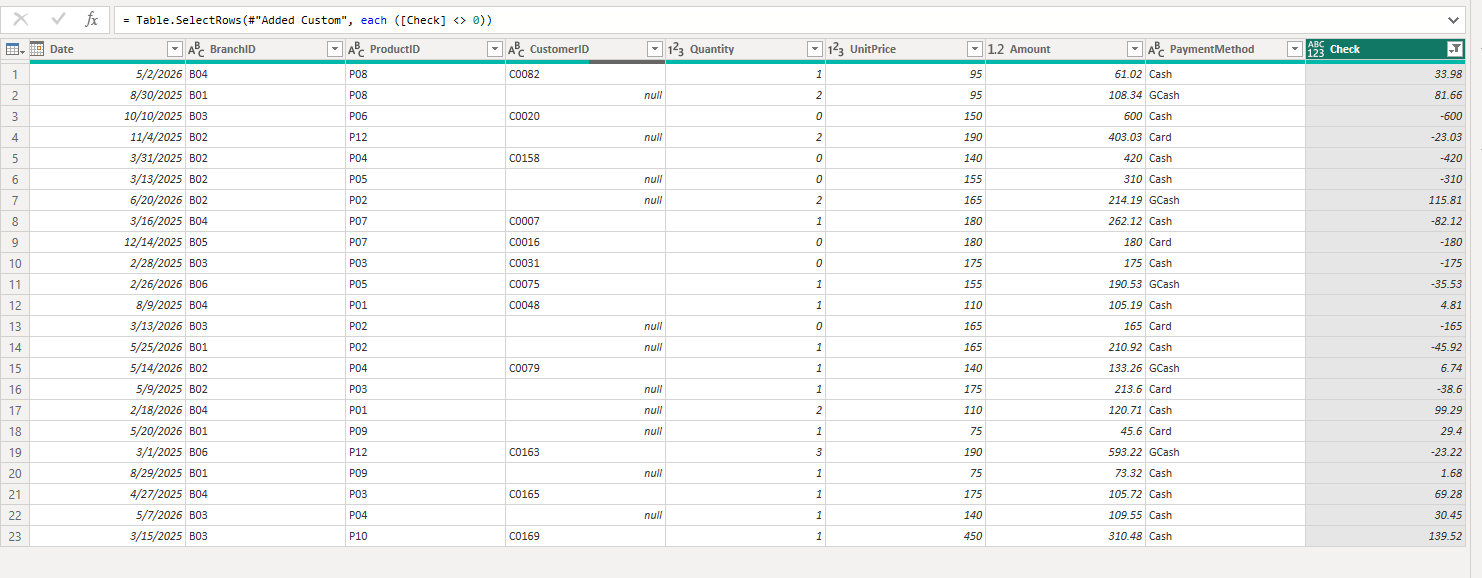 = Table.SelectRows(#"Added Custom", each ([Check] <> 0))
Date BranchID ProductID CustomerID Quantity UnitPrice Amount PaymentMethod Check
1 5/2/2026 B04 P08 C0082 1 95 61.02 Cash 33.98
2 8/30/2025 B01 P08 null 2 95 108.34 GCash 81.66
3 10/10/2025 B03 P06 C0020 0 150 600 Cash -600
4 11/4/2025 B02 P12 null 2 190 403.03 Card -23.03
5 3/31/2025 B02 P04 C0158 0 140 420 Cash -420
6 3/13/2025 B02 P05 null 0 155 310 Cash -310
7 6/20/2026 B02 P02 null 2 165 214.19 GCash 115.81
8 3/16/2025 B04 P07 C0007 1 180 262.12 Cash -82.12
9 12/14/2025 B05 P07 C0016 0 180 180 Card -180
10 2/28/2025 B03 P03 C0031 0 175 175 Cash -175
11 2/26/2026 B06 P05 C0075 1 155 190.53 GCash -35.53
12 8/9/2025 B04 P01 C0048 1 110 105.19 Cash 4.81
13 3/13/2026 B03 P02 null 0 165 165 Card -165
14 5/25/2025 B01 P02 null 1 165 210.92 Cash -45.92
15 5/14/2026 B02 P04 C0079 1 140 133.26 GCash 6.74
16 5/9/2025 B02 P03 null 1 175 213.6 Card -38.6
17 2/18/2026 B04 P01 null 2 110 120.71 Cash 99.29
18 5/20/2026 B01 P09 null 1 75 45.6 Card 29.4
19 3/1/2025 B06 P12 C0163 3 190 593.22 GCash -23.22
20 8/29/2025 B01 P09 null 1 75 73.32 Cash 1.68
21 4/27/2025 B04 P03 C0165 1 175 105.72 Cash 69.28
22 5/7/2025 B03 P04 null 1 140 109.55 Cash 30.45
23 3/15/2025 B03 P10 C0169 1 450 310.48 Cash 139.52